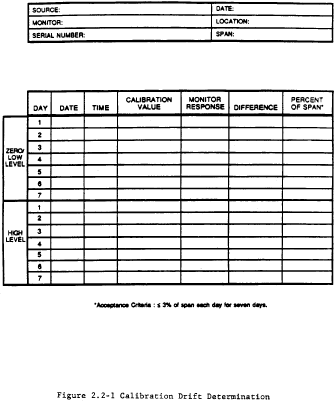 SOURCE: DATE:
MONITOR: LOCATION:
SERIAL NUMBER: SPAN:
DAY DATE TIME CALIBRATION VALUE MONITOR RESPONSE DIFFERENCE PERCENT OF SPAN*
ZERO/
LOW
LEVEL
1
2
3
4
5
6
7
HIGH
LEVEL
1
2
3
4
5
6
7
*Acceptance Criteria : ≤ 3% of span each day for seven days.
Figure 2.2-1 Calibration Drift Determination